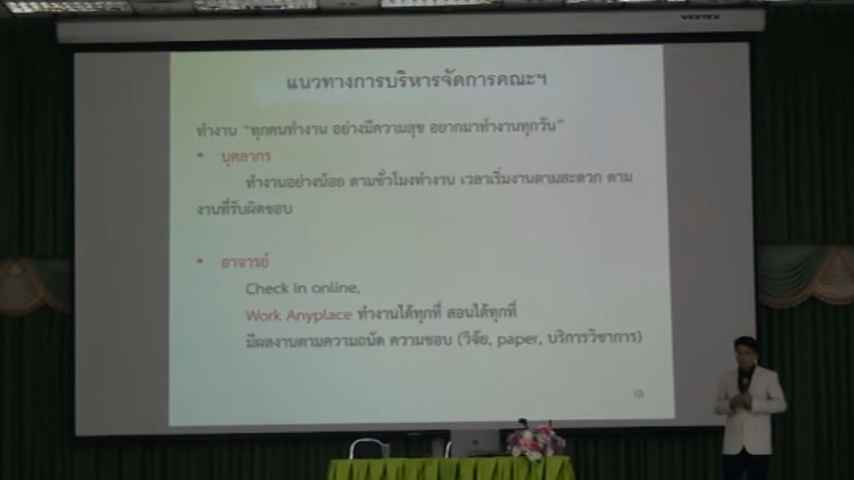 VERTEX
แนวทางการบริหารจัดการคณะฯ
ทำงาน "ทุกคนทำงาน อย่างมีความสุข อยากมาทำงานทุกวัน"
• บุคลากร
ทำงานอย่างน้อย ตามชั่วโมงทำงาน เวลาเริ่มงานตามสะดวก ตาม
งานที่รับผิดชอบ
• อาจารย์
Check in online,
Work Anyplace ทำงานได้ทุกที่ สอนได้ทุกที่
มีผลงานตามความถนัด ความชอบ (วิจัย, paper, บริการวิชาการ)
10